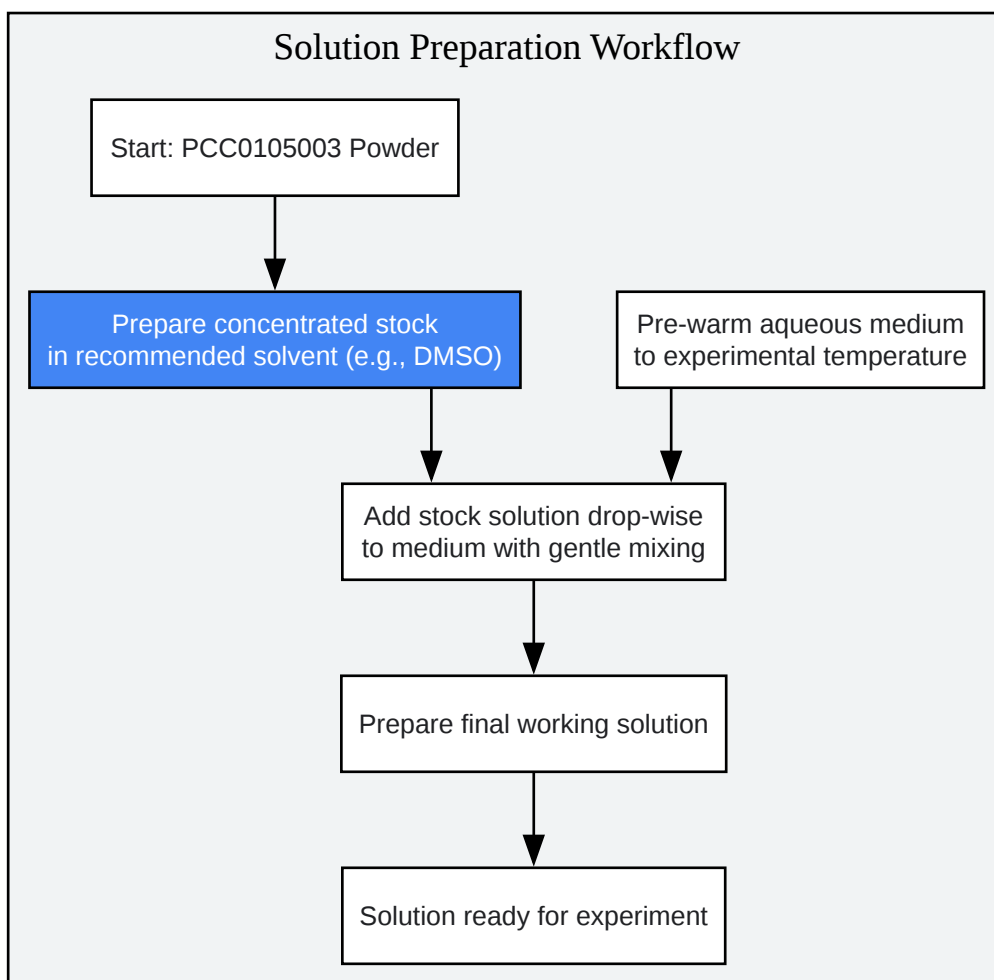 Solution Preparation Workflow
Start: PCC0105003 Powder
Prepare concentrated stock
in recommended solvent (e.g., DMSO)
Pre-warm aqueous medium
to experimental temperature
Add stock solution drop-wise
to medium with gentle mixing
Prepare final working solution
Solution ready for experiment